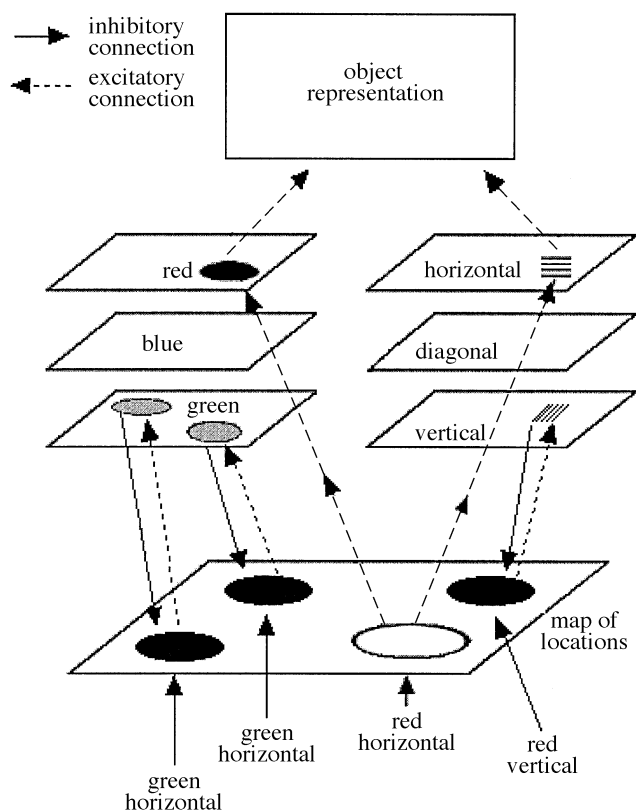 inhibitory
connection
excitatory
connection
object
representation
red
horizontal
blue
diagonal
green
vertical
map of
locations
green
horizontal
green
horizontal
red
horizontal
red
vertical